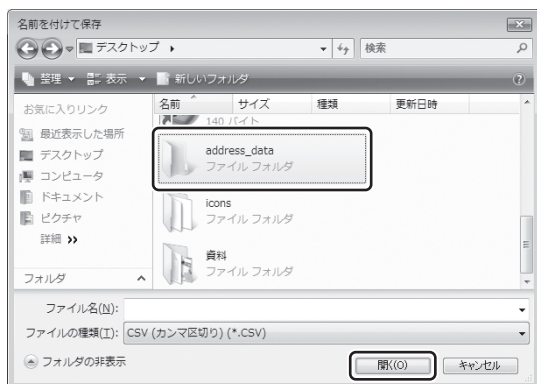 名前を付けて保存
デスクトップ
検索
整理 表示 新しいフォルダ
お気に入りリンク
最近表示した場所
デスクトップ
コンピュータ
ドキュメント
ピクチャ
詳細 >>
フォルダ
名前 サイズ 種類 更新日時
140 バイト
address_data
ファイル フォルダ
icons
ファイル フォルダ
資料
ファイル フォルダ
ファイル名(N):
ファイルの種類(T): CSV (カンマ区切り) (*.CSV)
フォルダの非表示
開く(O) キャンセル